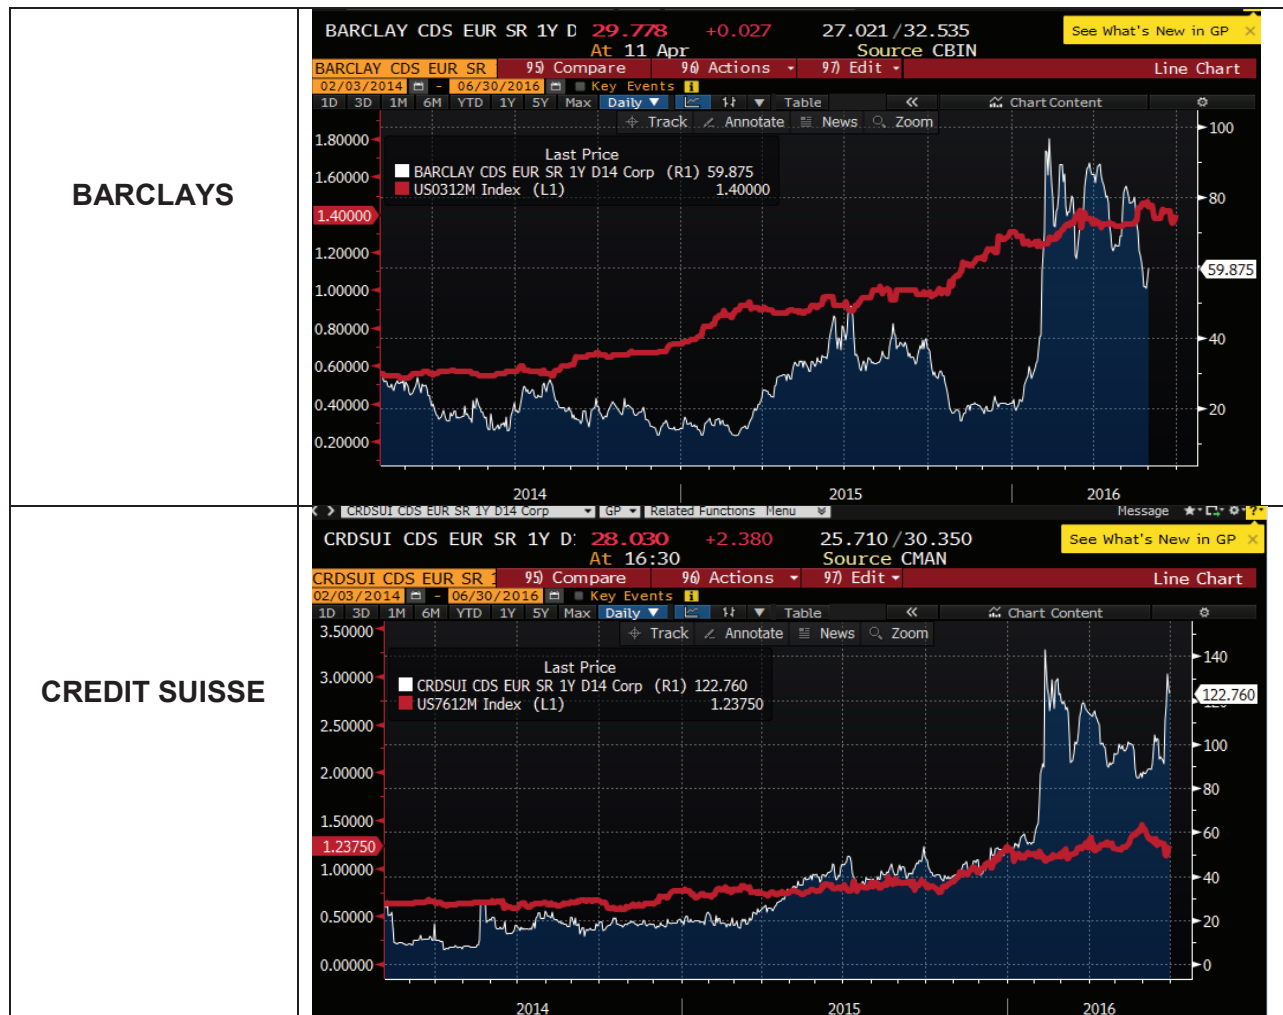 BARCLAYS
BARCLAY CDS EUR SR 1Y D 29.778 +0.027 27.021/32.535
At 11 Apr Source CBIN
See What's New in GP ×
BARCLAY CDS EUR SR 95) Compare 96) Actions 97) Edit Line Chart
02/03/2014 - 06/30/2016 Key Events i
1D 3D 1M 6M YTD 1Y 5Y Max Daily ▼ Table « Chart Content
Track Annotate News Zoom
Last Price
BARCLAY CDS EUR SR 1Y D14 Corp (R1) 59.875
US0312M Index (L1) 1.40000
1.80000
1.60000
1.40000
1.20000
1.00000
0.80000
0.60000
0.40000
0.20000
100
80
59.875
40
20
2014 2015 2016
CREDIT SUISSE
CRDSUI CDS EUR SR 1Y D14 Corp GP Related Functions Menu Message
CRDSUI CDS EUR SR 1Y D: 28.030 +2.380 25.710/30.350
At 16:30 Source CMAN
See What's New in GP ×
CRDSUI CDS EUR SR 1 95) Compare 96) Actions 97) Edit Line Chart
02/03/2014 - 06/30/2016 Key Events i
1D 3D 1M 6M YTD 1Y 5Y Max Daily ▼ Table « Chart Content
Track Annotate News Zoom
Last Price
CRDSUI CDS EUR SR 1Y D14 Corp (R1) 122.760
US7612M Index (L1) 1.23750
3.50000
3.00000
2.50000
2.00000
1.50000
1.23750
1.00000
0.50000
0.00000
140
122.760
120
100
80
60
40
20
0
2014 2015 2016